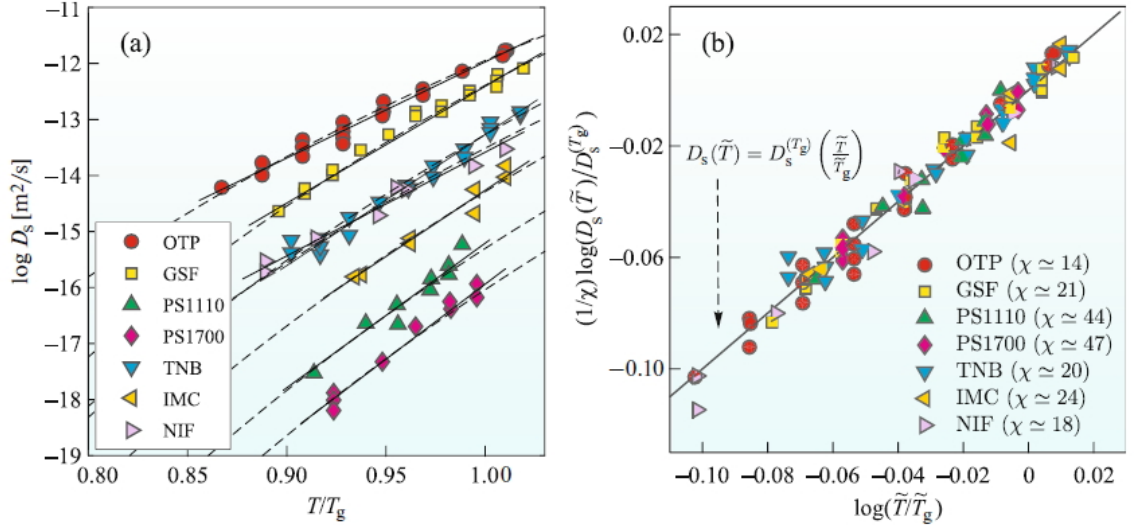 (a)
log D_s [m²/s]
−11
−12
−13
−14
−15
−16
−17
−18
−19
OTP
GSF
PS1110
PS1700
TNB
IMC
NIF
0.80 0.85 0.90 0.95 1.00
T/T_g
(b)
(1/χ) log(D_s(T̃)/D_s^(T_g))
0.02
−0.02
−0.06
−0.10
D_s(T̃) = D_s^(T_g) (T̃/T̃_g)
OTP (χ ≃ 14)
GSF (χ ≃ 21)
PS1110 (χ ≃ 44)
PS1700 (χ ≃ 47)
TNB (χ ≃ 20)
IMC (χ ≃ 24)
NIF (χ ≃ 18)
−0.10 −0.08 −0.06 −0.04 −0.02 0 0.02
log(T̃/T̃_g)